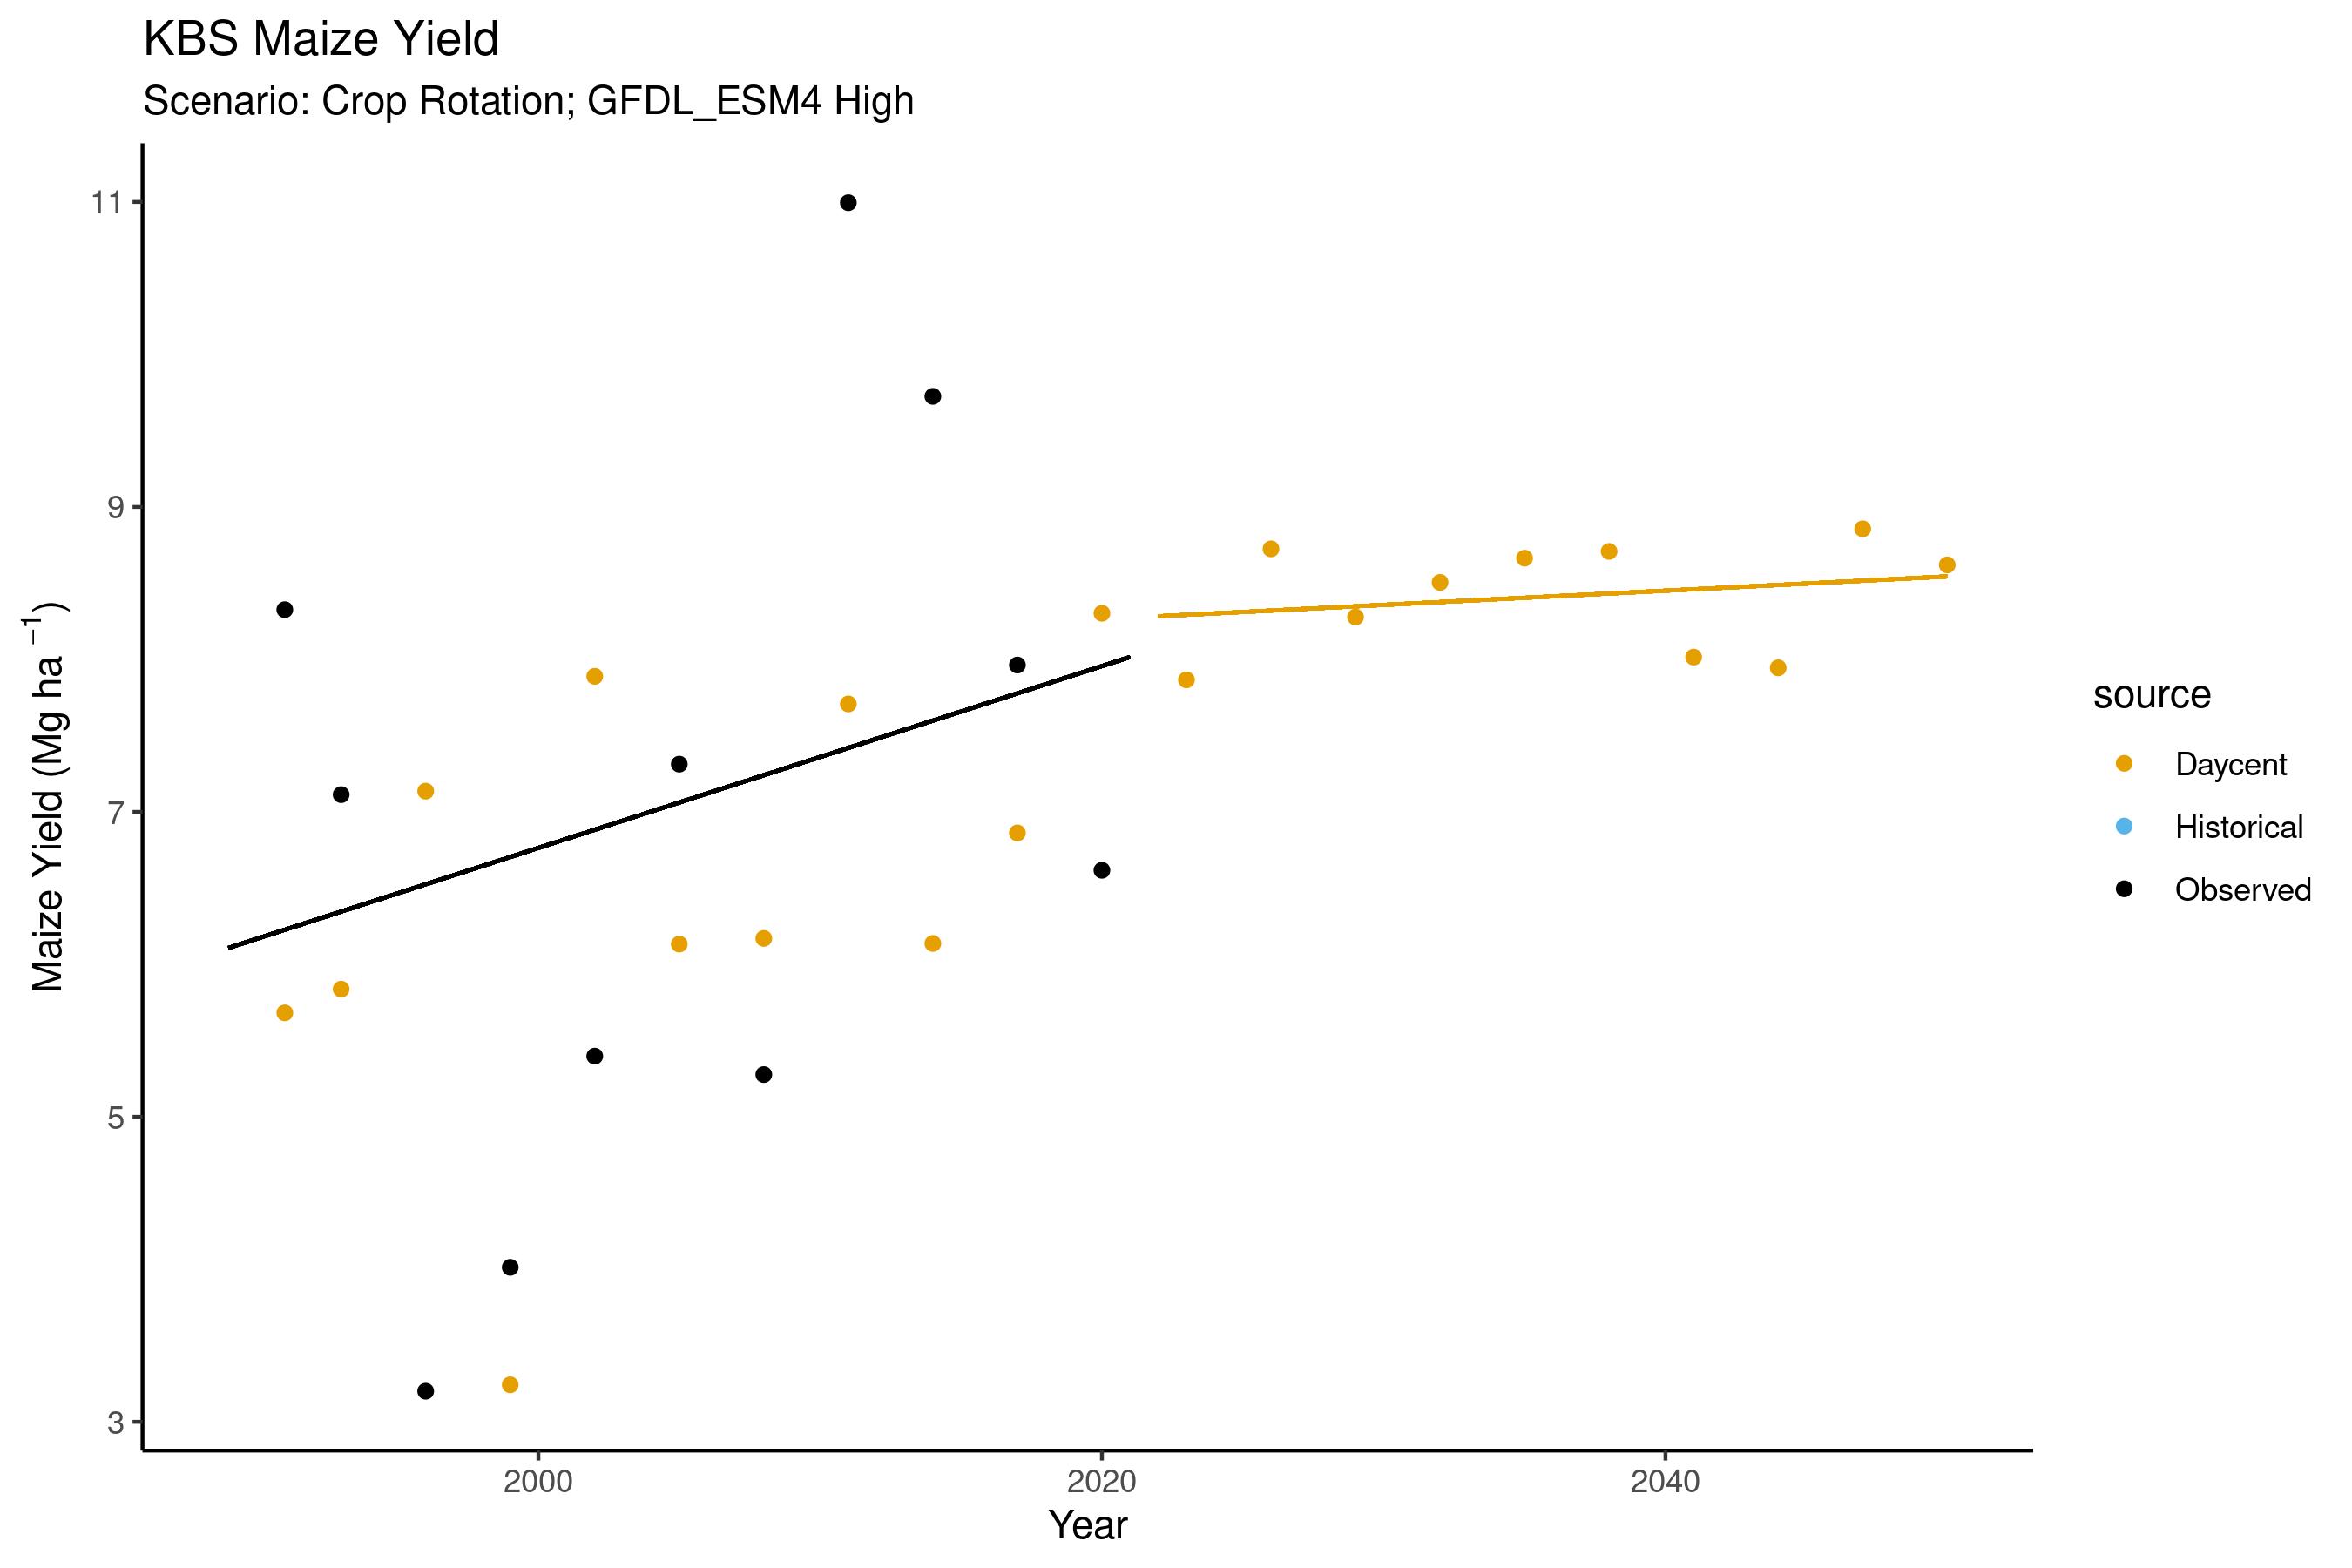 KBS Maize Yield
Scenario: Crop Rotation; GFDL_ESM4 High
Maize Yield (Mg ha⁻¹)
11
9
7
5
3
2000
2020
2040
Year
source
Daycent
Historical
Observed